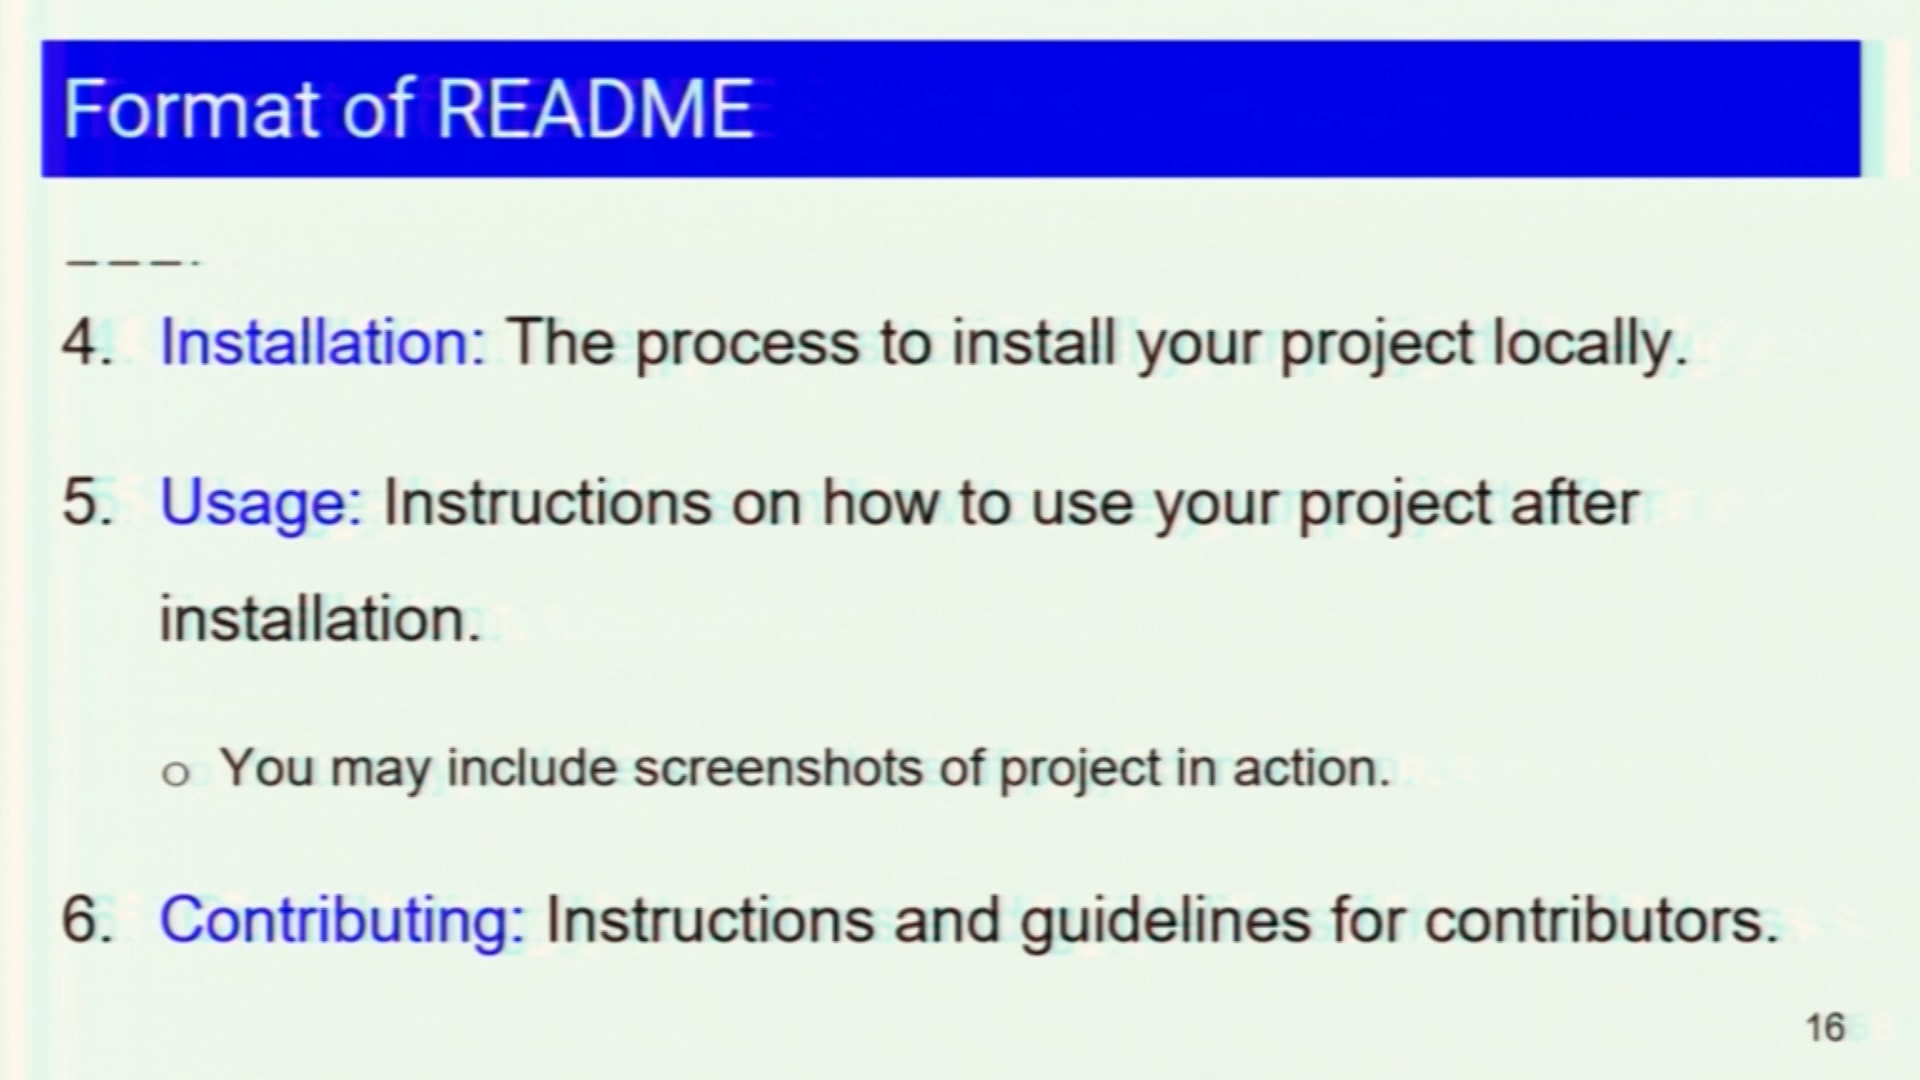 Format of README
___.
4. Installation: The process to install your project locally.
5. Usage: Instructions on how to use your project after
installation.
o You may include screenshots of project in action.
6. Contributing: Instructions and guidelines for contributors.
16